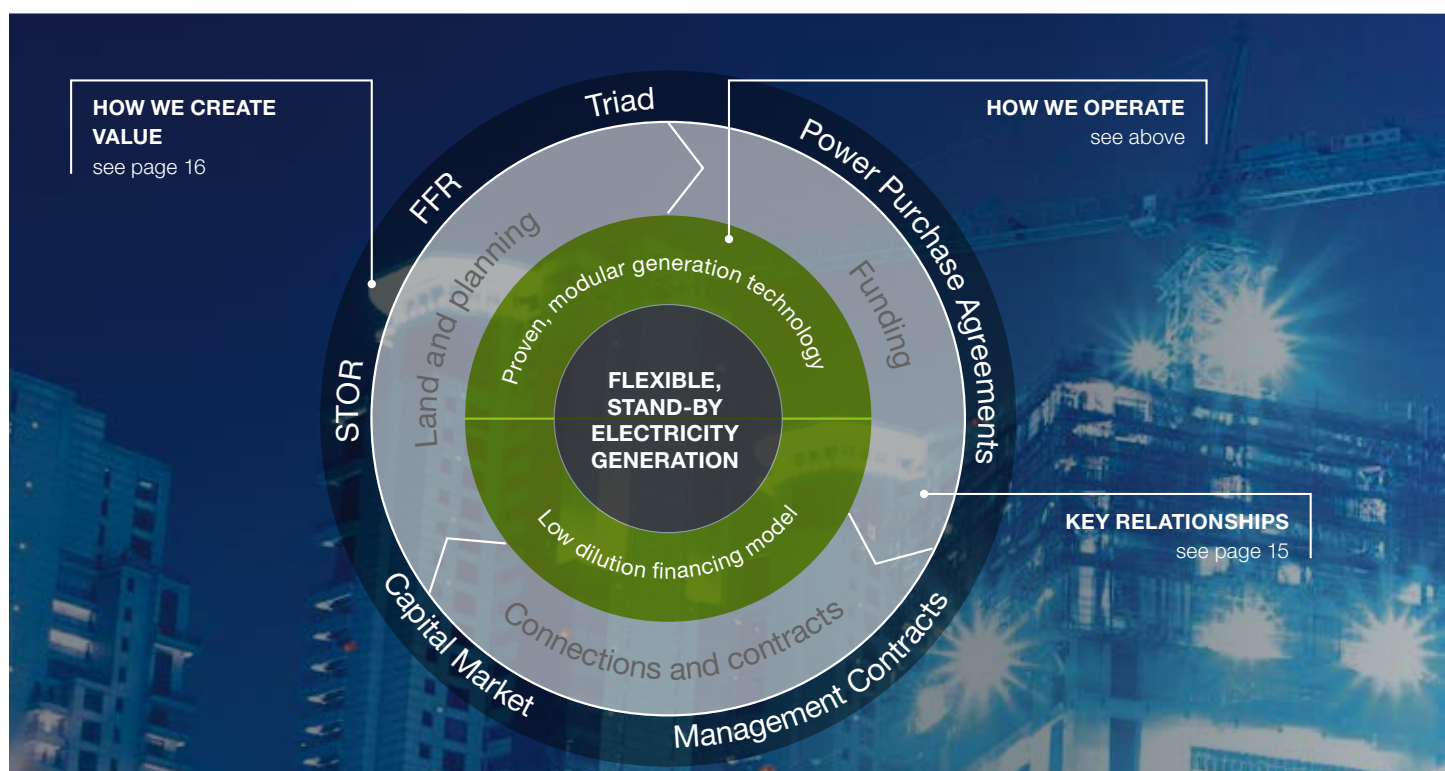 HOW WE CREATE
VALUE
see page 16
HOW WE OPERATE
see above
KEY RELATIONSHIPS
see page 15
Triad
Power Purchase Agreements
Management Contracts
Capital Market
STOR
FFR
Land and planning
Funding
Connections and contracts
Proven, modular generation technology
Low dilution financing model
FLEXIBLE,
STAND-BY
ELECTRICITY
GENERATION